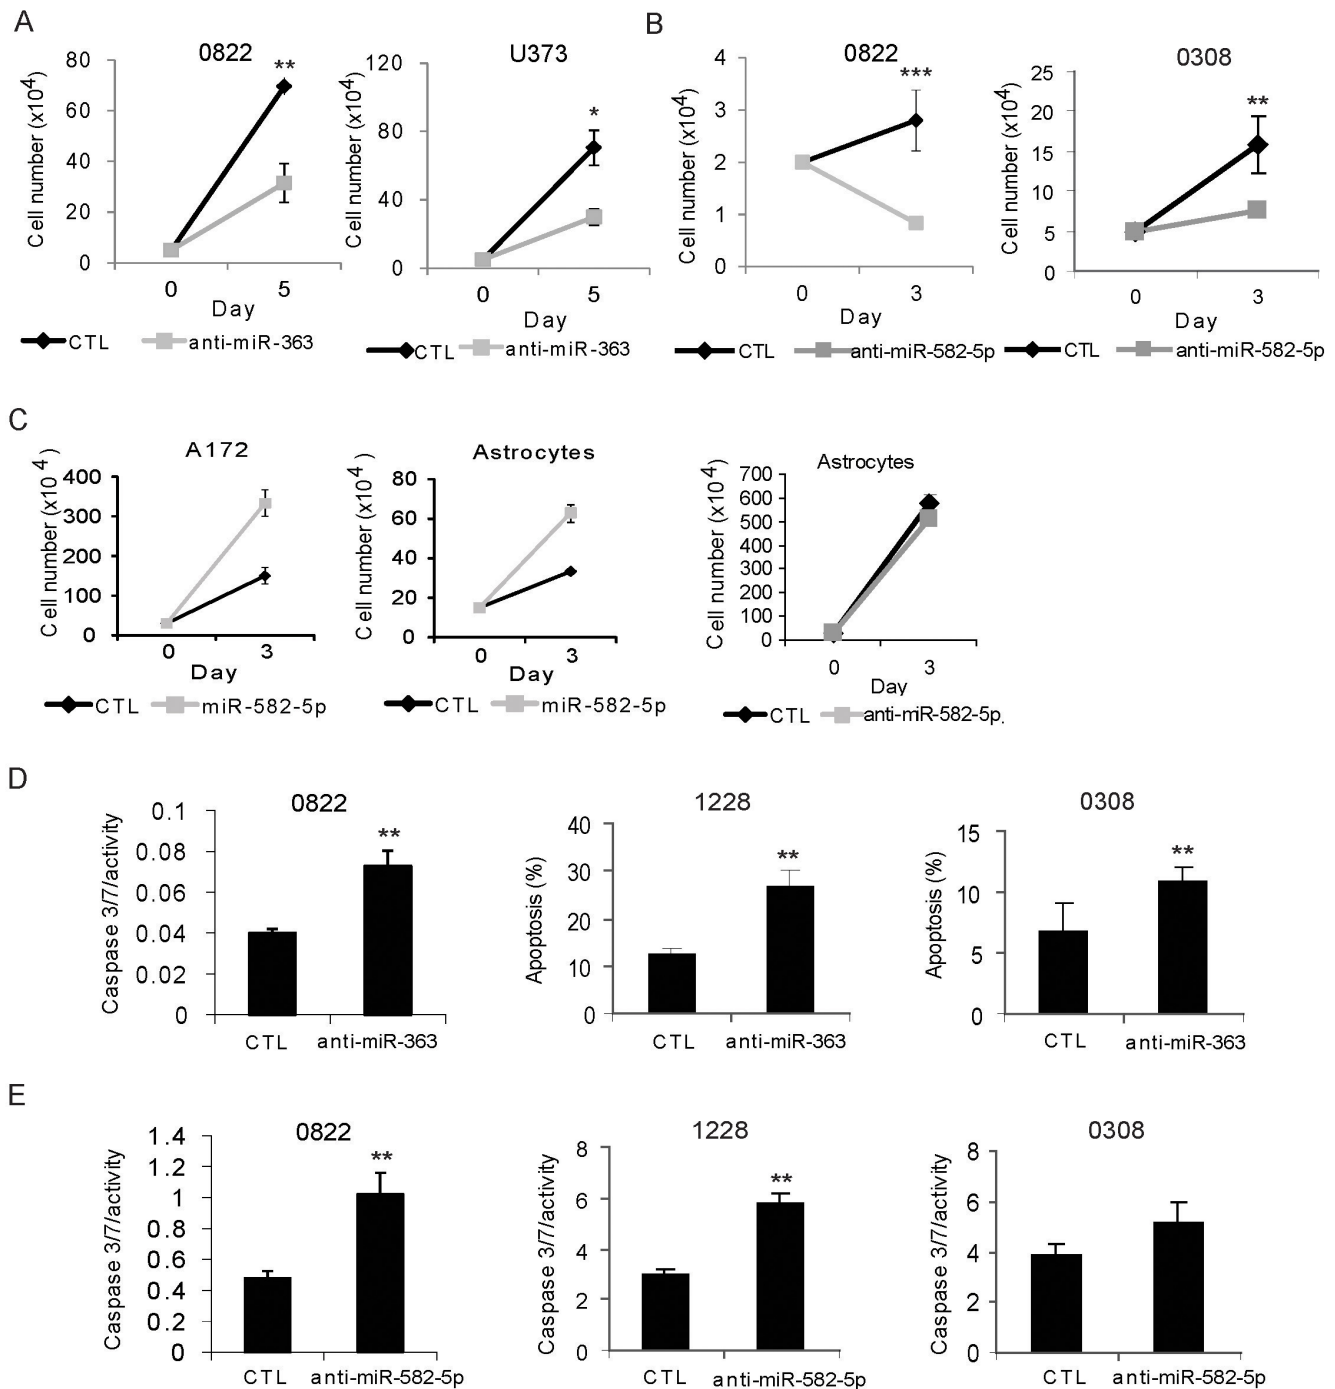 A
0822
Cell number (x10⁴)
80
60
40
20
0
**
0
5
Day
CTL
anti-miR-363
U373
Cell number (x10⁴)
120
80
40
0
*
0
5
Day
CTL
anti-miR-363
B
0822
Cell number (x10⁴)
4
3
2
1
0
***
0
3
Day
CTL
anti-miR-582-5p
0308
Cell number (x10⁴)
25
20
15
10
5
0
**
0
3
Day
CTL
anti-miR-582-5p
C
A172
Cell number (x10⁴)
400
300
200
100
0
0
3
Day
CTL
miR-582-5p
Astrocytes
Cell number (x10⁴)
80
60
40
20
0
0
3
Day
CTL
miR-582-5p
Astrocytes
Cell number (x10⁴)
700
600
500
400
300
200
100
0
0
3
Day
CTL
anti-miR-582-5p.
D
0822
Caspase 3/7/activity
0.1
0.08
0.06
0.04
0.02
0
**
CTL
anti-miR-363
1228
Apoptosis (%)
40
30
20
10
0
**
CTL
anti-miR-363
0308
Apoptosis (%)
15
10
5
0
**
CTL
anti-miR-363
E
0822
Caspase 3/7/activity
1.4
1.2
1
0.8
0.6
0.4
0.2
0
**
CTL
anti-miR-582-5p
1228
Caspase 3/7/activity
8
6
4
2
0
**
CTL
anti-miR-582-5p
0308
Caspase 3/7/activity
8
6
4
2
0
CTL
anti-miR-582-5p